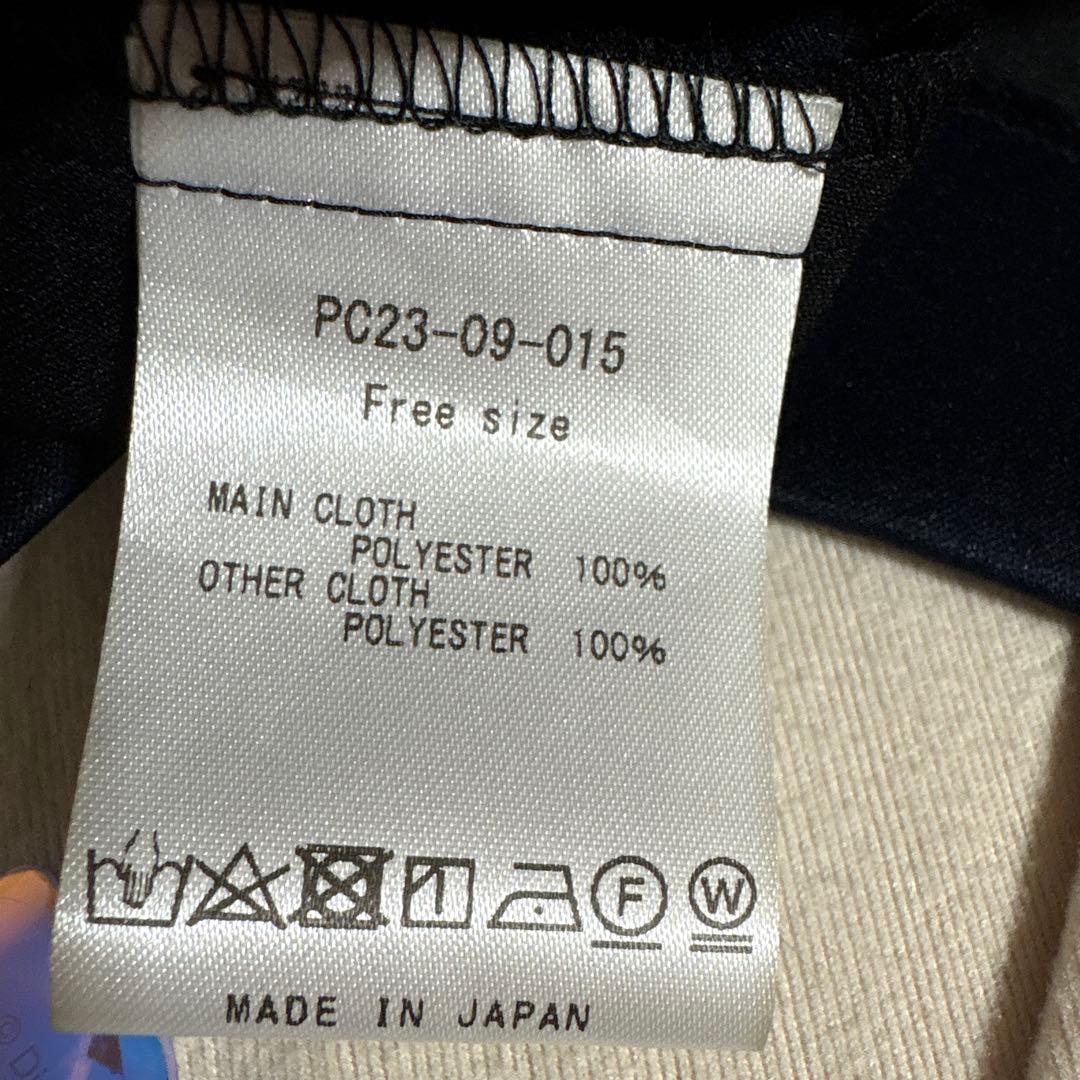 PC23-09-015
Free size
MAIN CLOTH
POLYESTER 100%
OTHER CLOTH
POLYESTER 100%
F W
MADE IN JAPAN